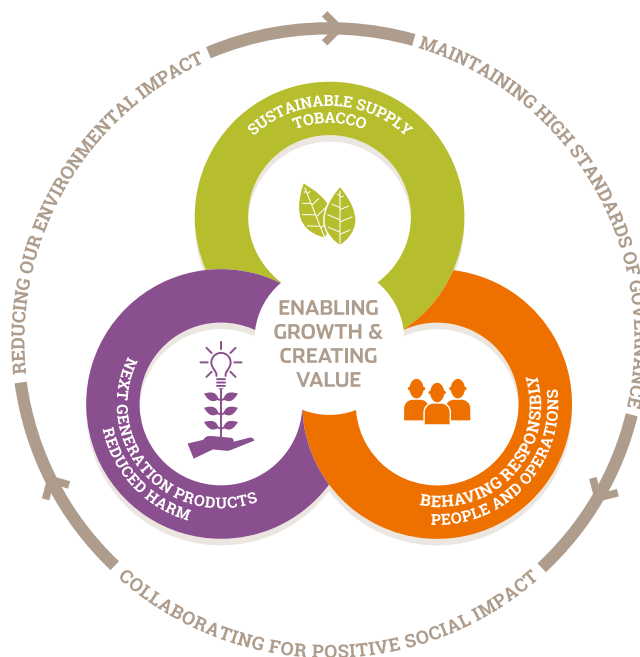 REDUCING OUR ENVIRONMENTAL IMPACT
MAINTAINING HIGH STANDARDS OF GOVERNANCE
SUSTAINABLE SUPPLY
TOBACCO
ENABLING
GROWTH &
CREATING
VALUE
NEXT GENERATION PRODUCTS
REDUCED HARM
BEHAVING RESPONSIBLY
PEOPLE AND OPERATIONS
COLLABORATING FOR POSITIVE SOCIAL IMPACT